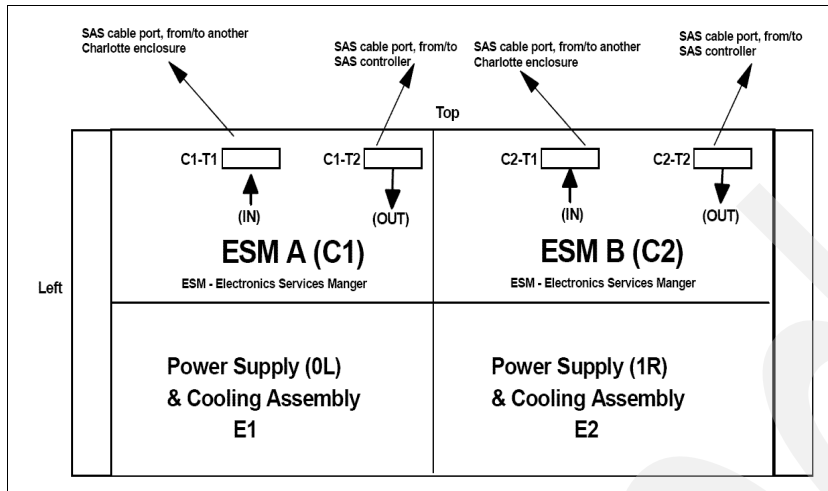 SAS cable port, from/to another
Charlotte enclosure
SAS cable port, from/to
SAS controller
SAS cable port, from/to another
Charlotte enclosure
SAS cable port, from/to
SAS controller
Top
C1-T1
C1-T2
C2-T1
C2-T2
(IN)
(OUT)
(IN)
(OUT)
ESM A (C1)
ESM - Electronics Services Manger
ESM B (C2)
ESM - Electronics Services Manger
Left
Power Supply (0L)
& Cooling Assembly
E1
Power Supply (1R)
& Cooling Assembly
E2